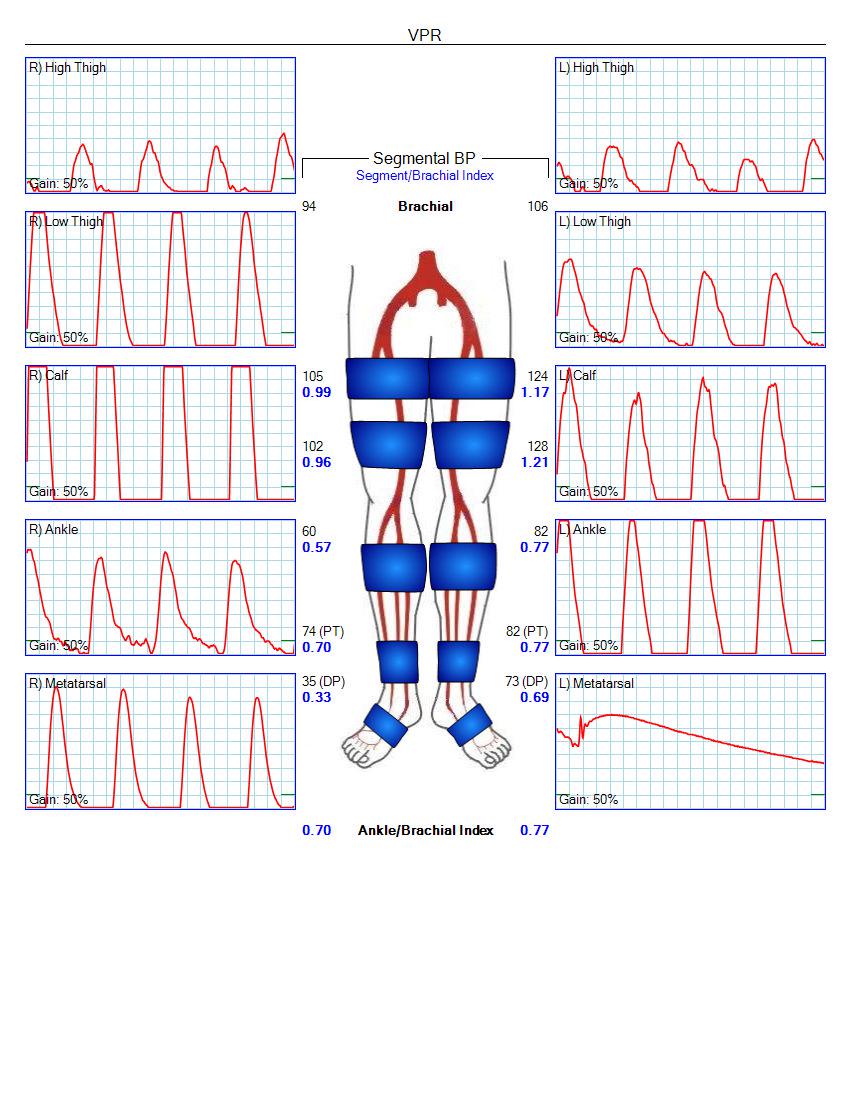 VPR
R) High Thigh
Gain: 50%
L) High Thigh
Gain: 50%
Segmental BP
Segment/Brachial Index
94 Brachial 106
R) Low Thigh
Gain: 50%
L) Low Thigh
Gain: 50%
R) Calf
Gain: 50%
105
0.99
102
0.96
124
1.17
128
1.21
L) Calf
Gain: 50%
R) Ankle
Gain: 50%
60
0.57
74 (PT)
0.70
82
0.77
82 (PT)
0.77
L) Ankle
Gain: 50%
R) Metatarsal
Gain: 50%
35 (DP)
0.33
73 (DP)
0.69
L) Metatarsal
Gain: 50%
0.70 Ankle/Brachial Index 0.77